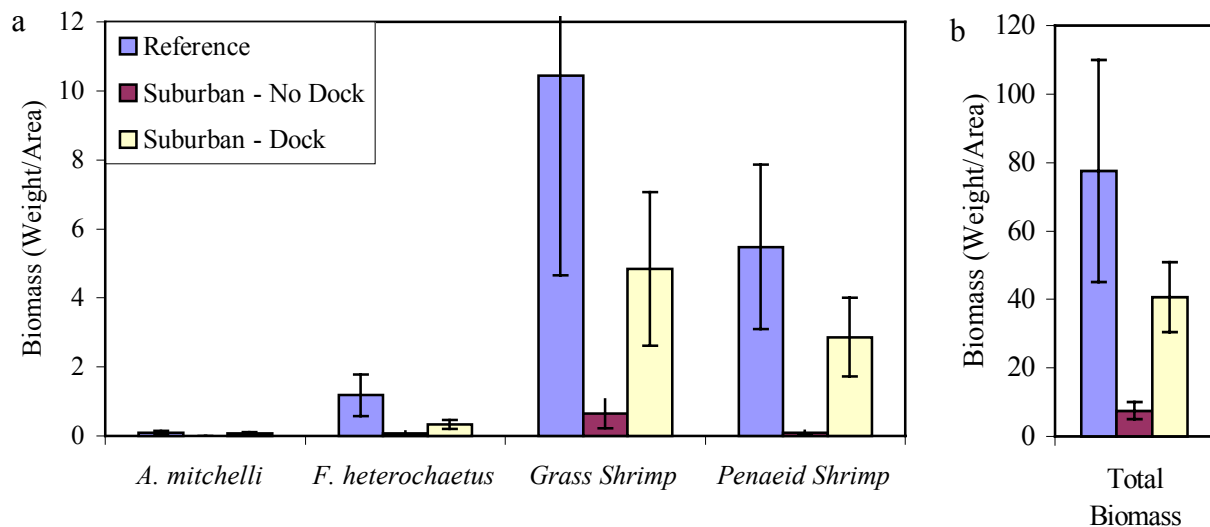 a
Biomass (Weight/Area)
12
10
8
6
4
2
0
Reference
Suburban - No Dock
Suburban - Dock
A. mitchelli
F. heterochaetus
Grass Shrimp
Penaeid Shrimp
b
Biomass (Weight/Area)
120
100
80
60
40
20
0
Total
Biomass